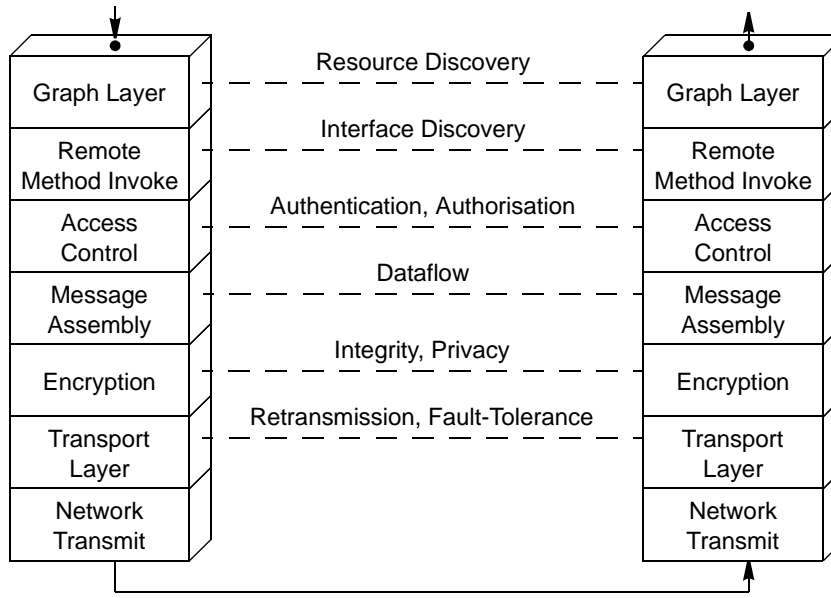 Resource Discovery
Graph Layer
Graph Layer
Interface Discovery
Remote
Method Invoke
Remote
Method Invoke
Authentication, Authorisation
Access
Control
Access
Control
Dataflow
Message
Assembly
Message
Assembly
Integrity, Privacy
Encryption
Encryption
Retransmission, Fault-Tolerance
Transport
Layer
Transport
Layer
Network
Transmit
Network
Transmit